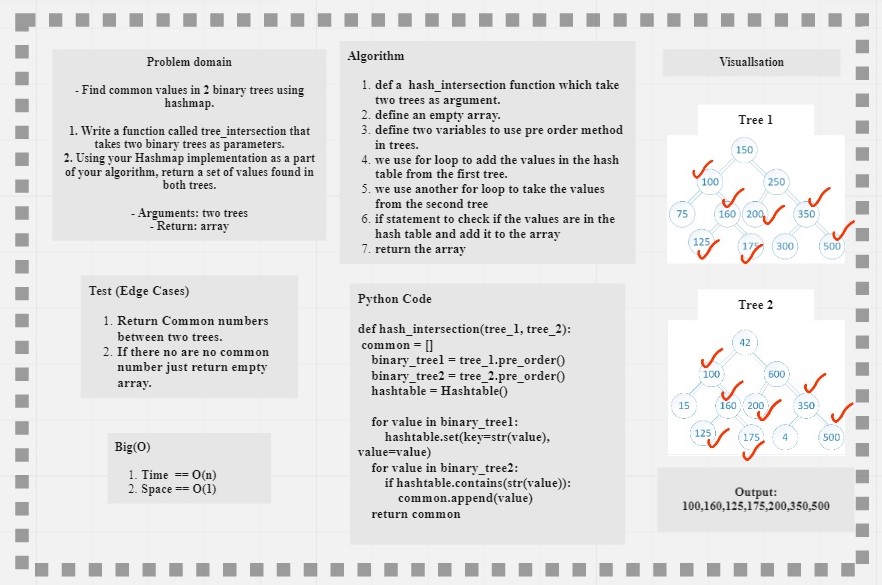 Problem domain
- Find common values in 2 binary trees using
hashmap.
1. Write a function called tree_intersection that
takes two binary trees as parameters.
2. Using your Hashmap implementation as a part
of your algorithm, return a set of values found in
both trees.
- Arguments: two trees
- Return: array
Test (Edge Cases)
1. Return Common numbers
between two trees.
2. If there no are no common
number just return empty
array.
Big(O)
1. Time == O(n)
2. Space == O(1)
Algorithm
1. def a hash_intersection function which take
two trees as argument.
2. define an empty array.
3. define two variables to use pre order method
in trees.
4. we use for loop to add the values in the hash
table from the first tree.
5. we use another for loop to take the values
from the second tree
6. if statement to check if the values are in the
hash table and add it to the array
7. return the array
Python Code
def hash_intersection(tree_1, tree_2):
common = []
binary_tree1 = tree_1.pre_order()
binary_tree2 = tree_2.pre_order()
hashtable = Hashtable()
for value in binary_tree1:
hashtable.set(key=str(value),
value=value)
for value in binary_tree2:
if hashtable.contains(str(value)):
common.append(value)
return common
Visuallsation
Tree 1
150
100 250
75 160 200 350
125 175 300 500
Tree 2
42
100 600
15 160 200 350
125 175 4 500
Output:
100,160,125,175,200,350,500